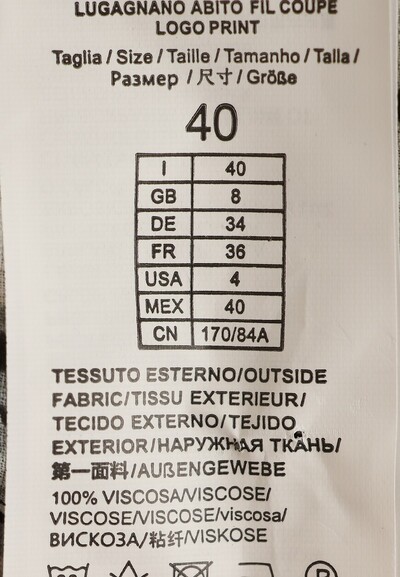 LUGAGNANO ABITO FIL COUPE
LOGO PRINT
Taglia / Size / Taille / Tamanho / Talla /
Размер / 尺寸 / Größe
40
I 40
GB 8
DE 34
FR 36
USA 4
MEX 40
CN 170/84A
TESSUTO ESTERNO/OUTSIDE
FABRIC/TISSU EXTERIEUR/
TECIDO EXTERNO/TEJIDO
EXTERIOR/НАРУЖНАЯ ТКАНЬ/
第一面料/AUßENGEWEBE
100% VISCOSA/VISCOSE/
VISCOSE/VISCOSE/viscosa/
ВИСКОЗА/粘纤/VISKOSE
P